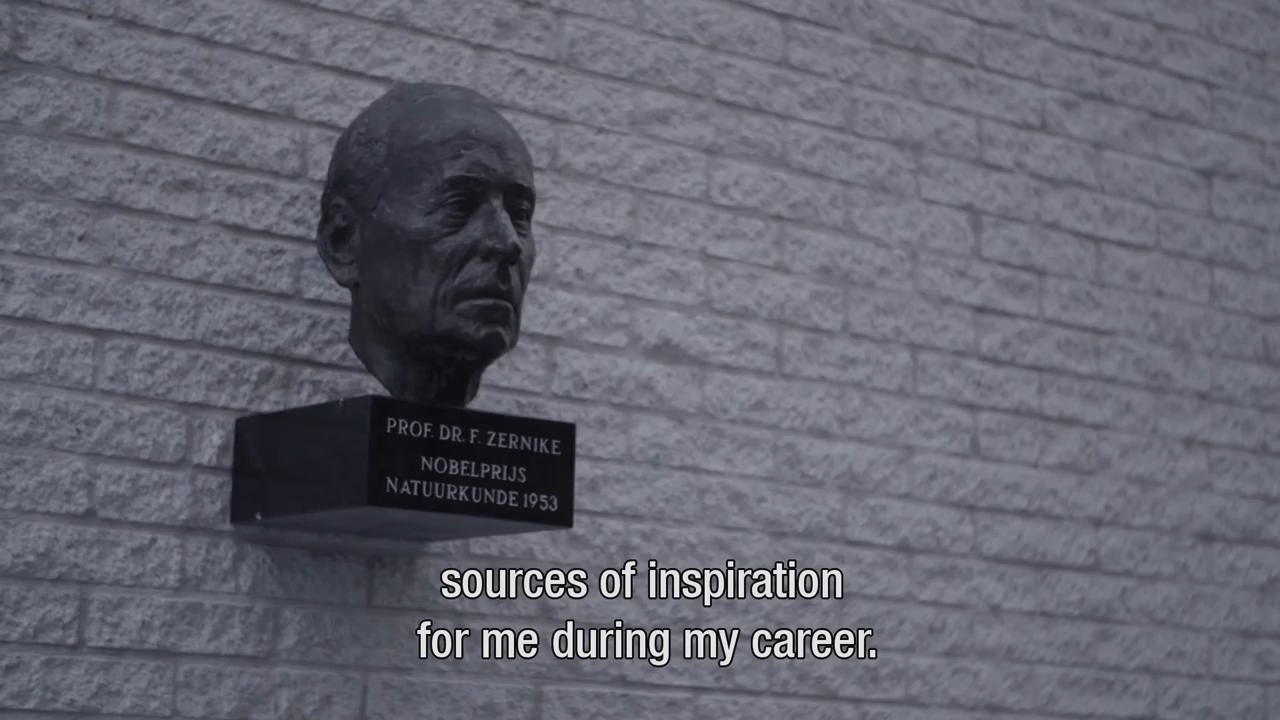 PROF. DR. F. ZERNIKE
NOBELPRIJS
NATUURKUNDE 1953
sources of inspiration
for me during my career.